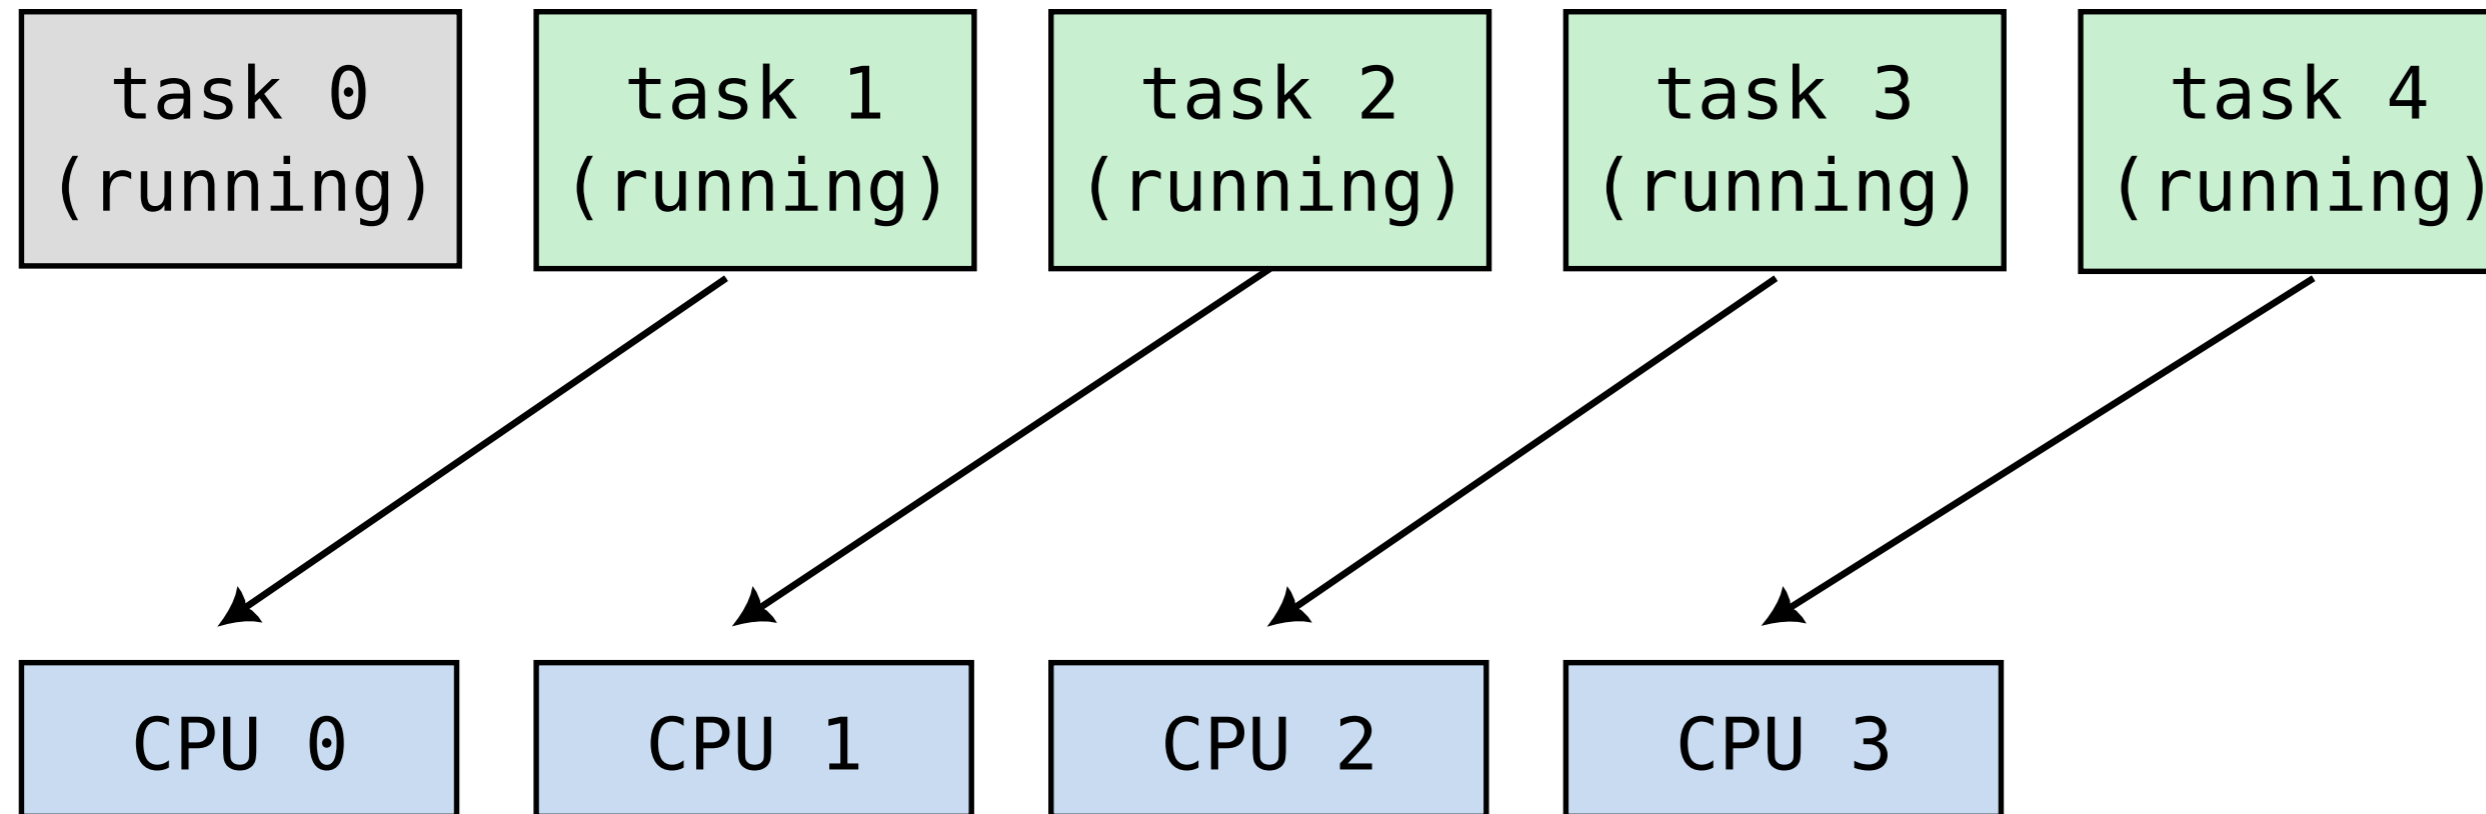 task 0
(running)
task 1
(running)
task 2
(running)
task 3
(running)
task 4
(running)
CPU 0
CPU 1
CPU 2
CPU 3